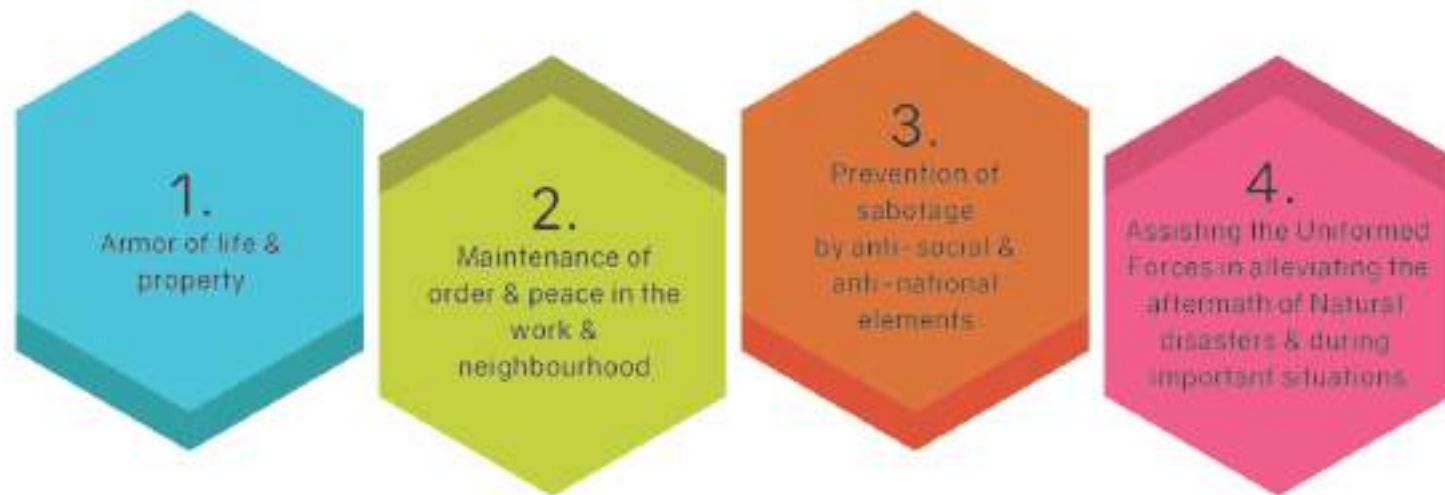 1.
Armor of life &
property
2.
Maintenance of
order & peace in the
work &
neighbourhood
3.
Prevention of
sabotage
by anti-social &
anti-national
elements
4.
Assisting the Uniformed
Forces in alleviating the
aftermath of Natural
disasters & during
important situations